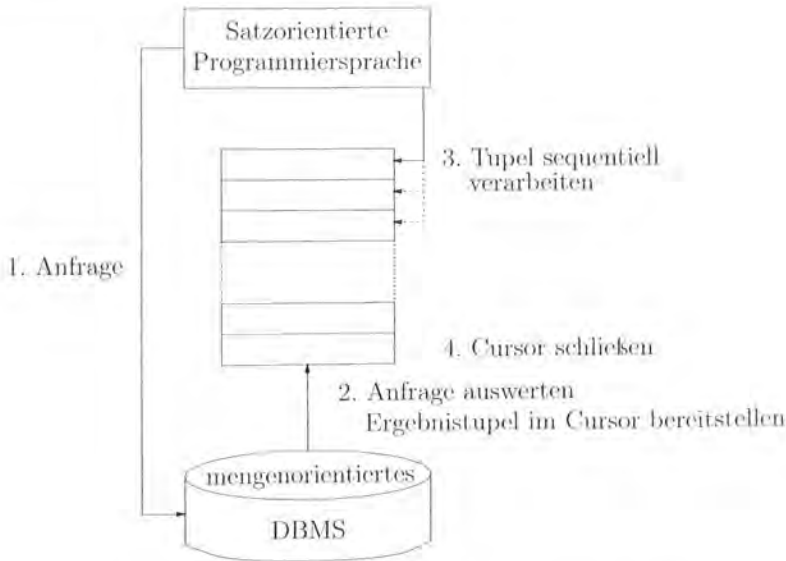 Satzorientierte
Programmiersprache
3. Tupel sequentiell
verarbeiten
1. Anfrage
4. Cursor schließen
2. Anfrage auswerten
Ergebnistupel im Cursor bereitstellen
mengenorientiertes
DBMS